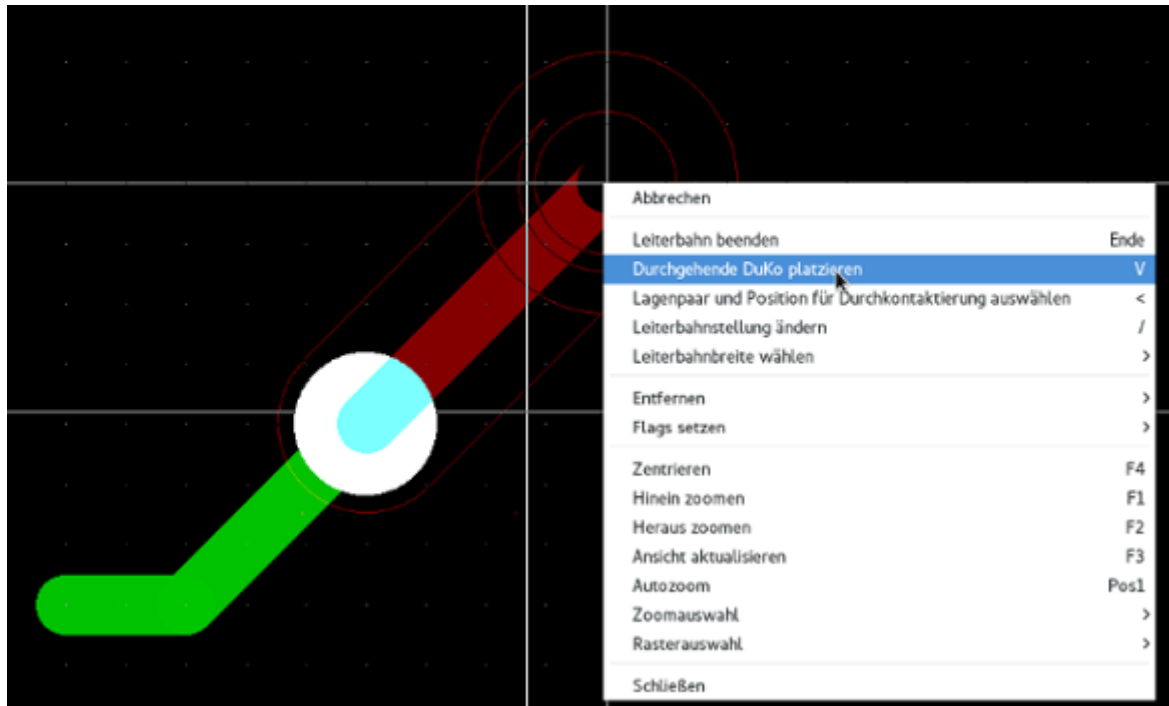 Abbrechen
Leiterbahn beenden Ende
Durchgehende DuKo platzieren V
Lagenpaar und Position für Durchkontaktierung auswählen <
Leiterbahnstellung ändern /
Leiterbahnbreite wählen >
Entfernen >
Flags setzen >
Zentrieren F4
Hinein zoomen F1
Heraus zoomen F2
Ansicht aktualisieren F3
Autozoom Pos1
Zoomauswahl >
Rasterauswahl >
Schließen